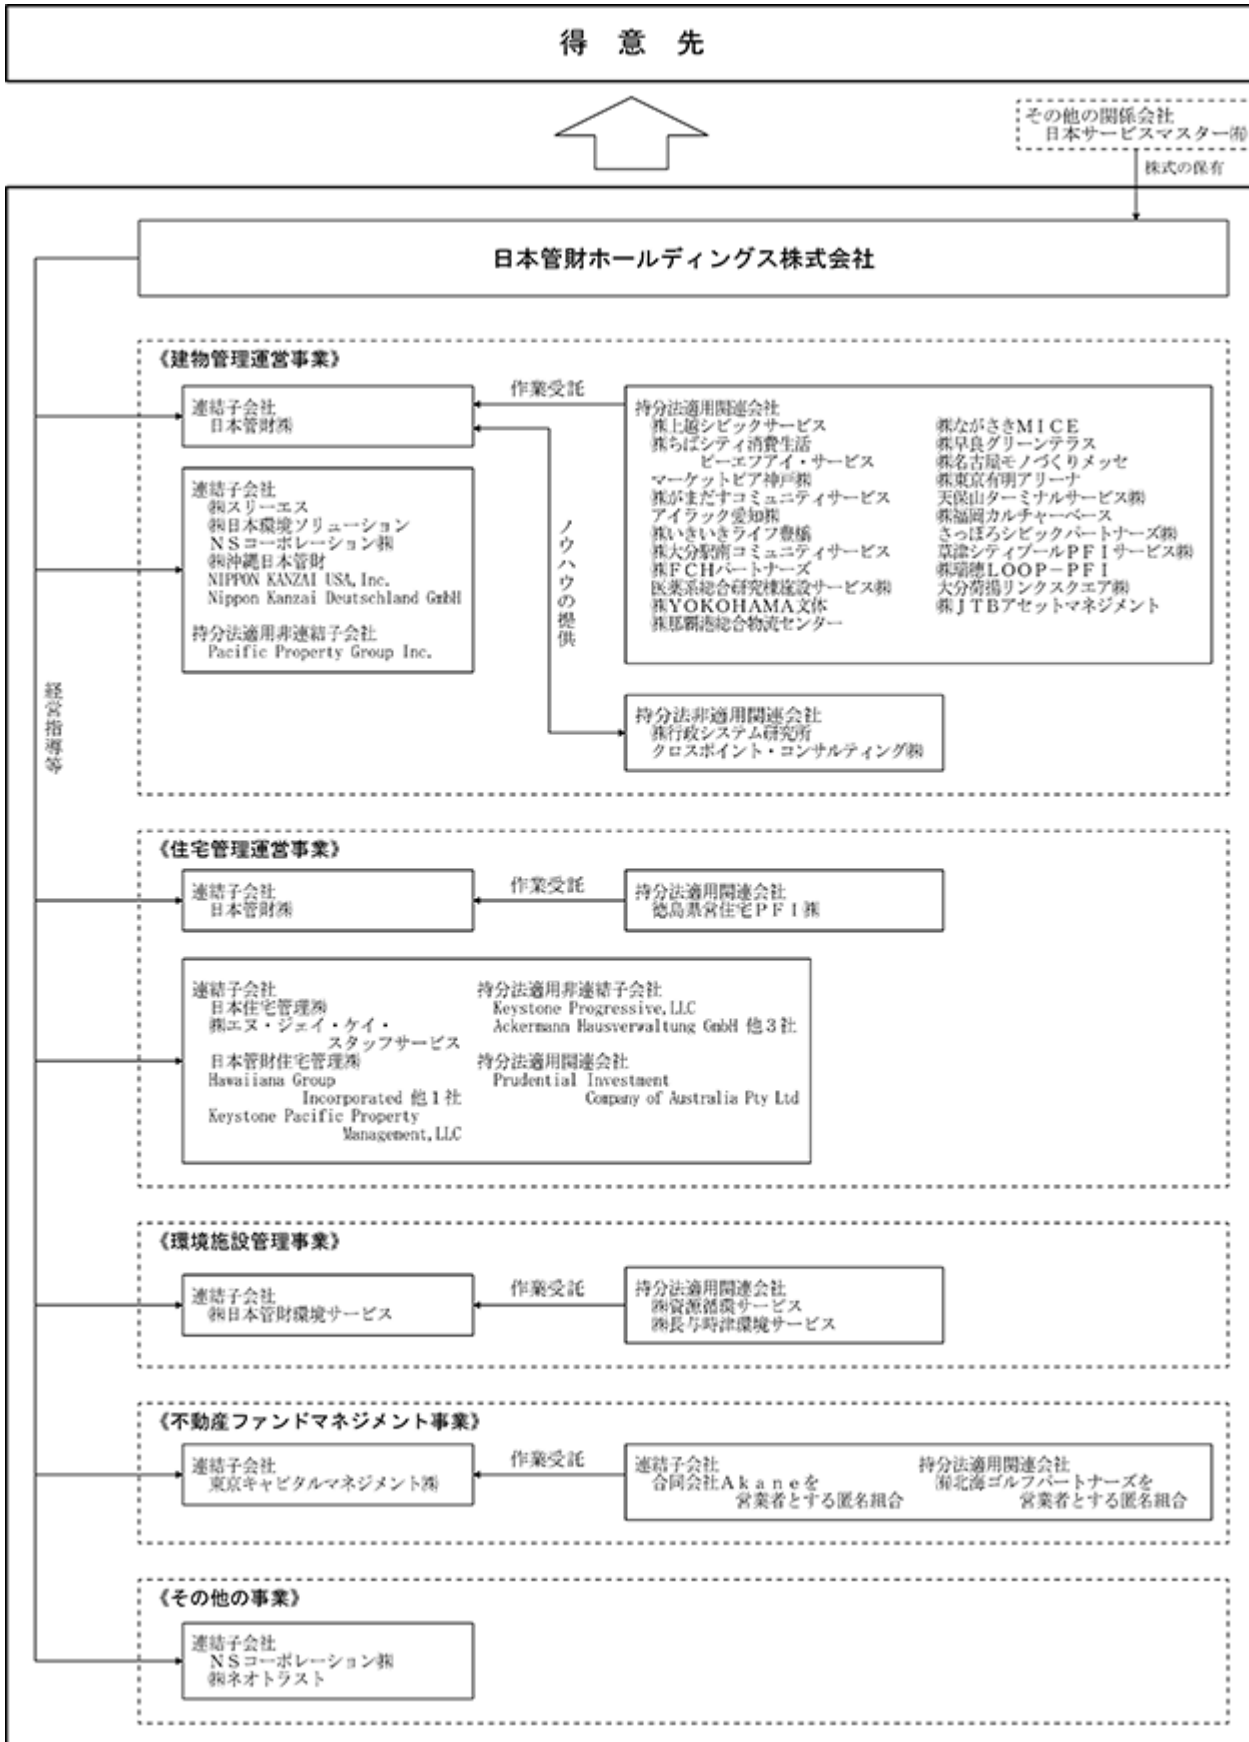 得意先
その他の関係会社
日本サービスマスター㈲
株式の保有
日本管財ホールディングス株式会社
経営指導等
《建物管理運営事業》
連結子会社
日本管財㈱
作業受託
ノウハウの提供
連結子会社
㈱スリーエス
㈱日本環境ソリューション
NSコーポレーション㈱
㈱沖縄日本管財
NIPPON KANZAI USA, Inc.
Nippon Kanzai Deutschland GmbH
持分法適用非連結子会社
Pacific Property Group Inc.
持分法適用関連会社
㈱上越シビックサービス
㈱ちばシティ消費生活
ピーエフアイ・サービス
マーケットピア神戸㈱
㈱がまだすコミュニティサービス
アイラック愛知㈱
㈱いきいきライフ豊橋
㈱大分駅南コミュニティサービス
㈱FCHパートナーズ
医薬系総合研究棟施設サービス㈱
㈱YOKOHAMA文体
㈱那覇港総合物流センター
㈱ながさきMICE
㈱早良グリーンテラス
㈱名古屋モノづくりメッセ
㈱東京有明アリーナ
天保山ターミナルサービス㈱
㈱福岡カルチャーベース
さっぽろシビックパートナーズ㈱
草津シティプールPFIサービス㈱
㈱瑞穂LOOP－PFI
大分荷揚リンクスクエア㈱
㈱JTBアセットマネジメント
持分法非適用関連会社
㈱行政システム研究所
クロスポイント・コンサルティング㈱
《住宅管理運営事業》
連結子会社
日本管財㈱
作業受託
持分法適用関連会社
徳島県営住宅PFI㈱
連結子会社
日本住宅管理㈱
㈱エヌ・ジェイ・ケイ・
スタッフサービス
日本管財住宅管理㈱
Hawaiiana Group
Incorporated 他1社
Keystone Pacific Property
Management, LLC
持分法適用非連結子会社
Keystone Progressive, LLC
Ackermann Hausverwaltung GmbH 他3社
持分法適用関連会社
Prudential Investment
Company of Australia Pty Ltd
《環境施設管理事業》
連結子会社
㈱日本管財環境サービス
作業受託
持分法適用関連会社
㈱資源循環サービス
㈱長与時津環境サービス
《不動産ファンドマネジメント事業》
連結子会社
東京キャピタルマネジメント㈱
作業受託
連結子会社
合同会社Akaneを
営業者とする匿名組合
持分法適用関連会社
㈲北海ゴルフパートナーズを
営業者とする匿名組合
《その他の事業》
連結子会社
NSコーポレーション㈱
㈱ネオトラスト